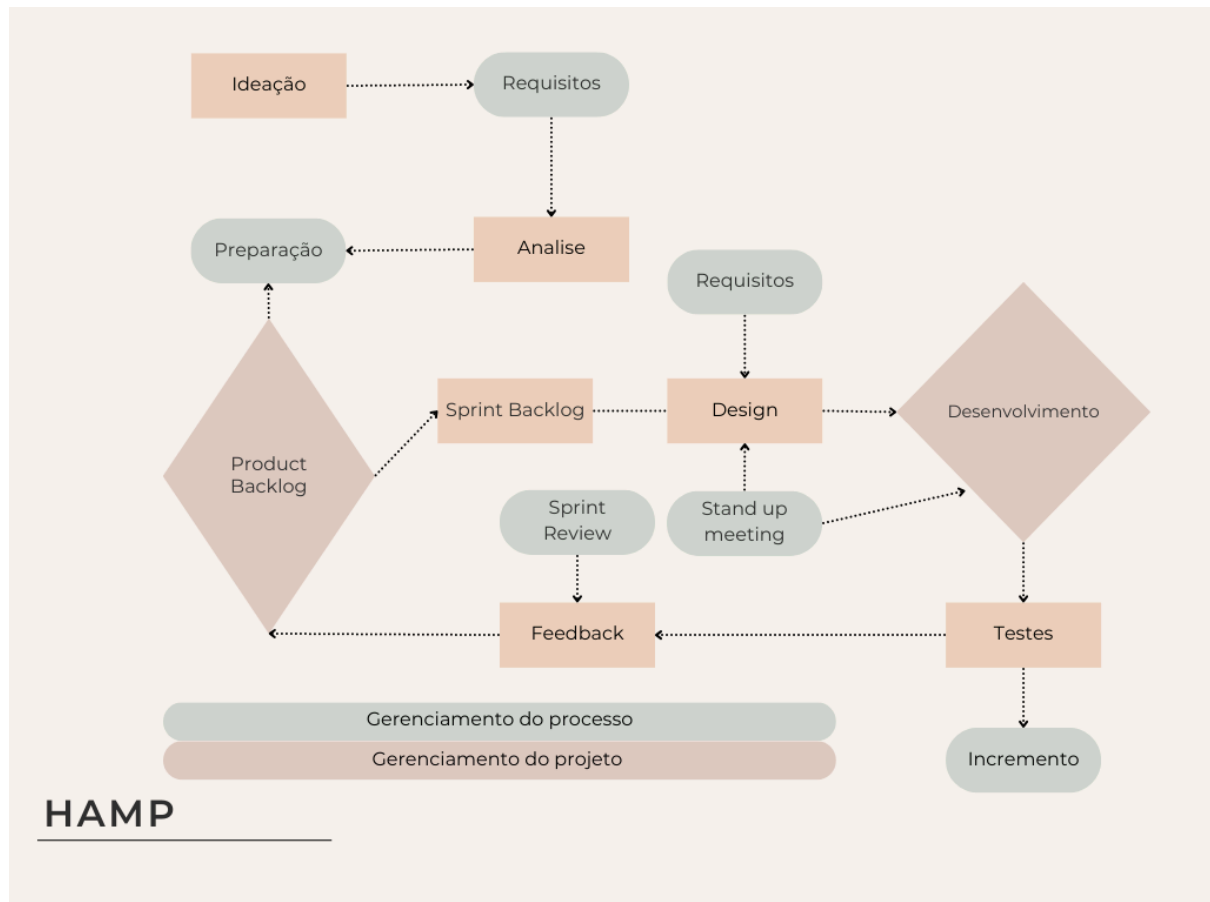 Ideação
Requisitos
Preparação
Analise
Requisitos
Sprint Backlog
Design
Desenvolvimento
Product
Backlog
Sprint
Review
Stand up
meeting
Feedback
Testes
Gerenciamento do processo
Gerenciamento do projeto
Incremento
HAMP